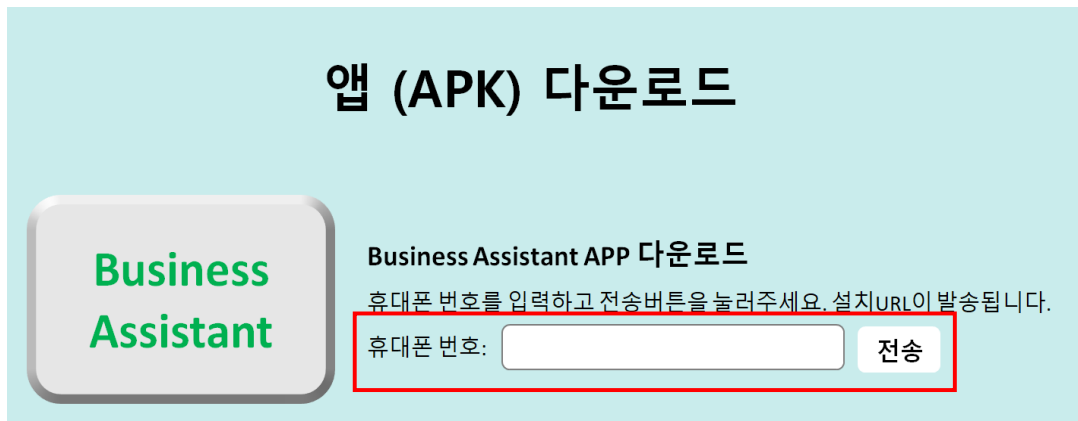 앱 (APK) 다운로드
Business
Assistant
Business Assistant APP 다운로드
휴대폰 번호를 입력하고 전송버튼을 눌러주세요. 설치URL이 발송됩니다.
휴대폰 번호:
전송